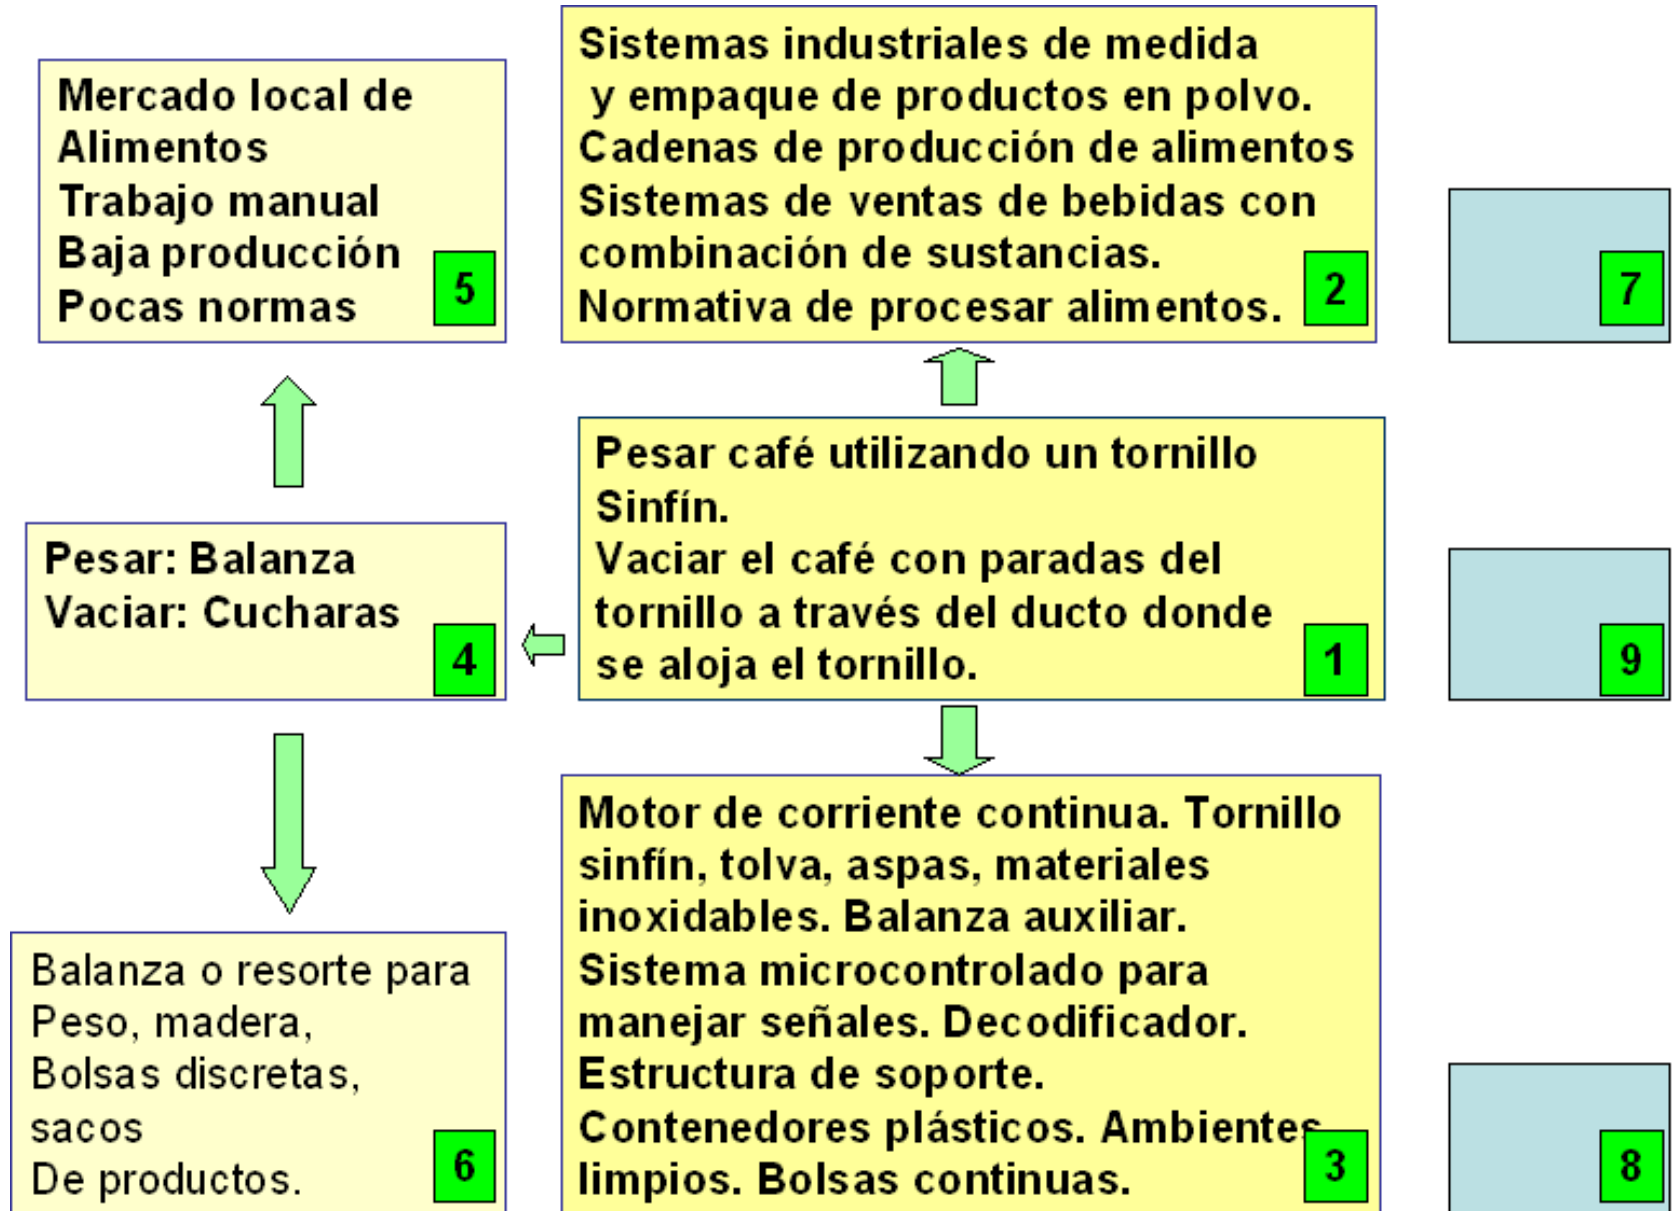 Mercado local de
Alimentos
Trabajo manual
Baja producción
Pocas normas
5
Sistemas industriales de medida
y empaque de productos en polvo.
Cadenas de producción de alimentos
Sistemas de ventas de bebidas con
combinación de sustancias.
Normativa de procesar alimentos.
2
7
Pesar: Balanza
Vaciar: Cucharas
4
Pesar café utilizando un tornillo
Sinfín.
Vaciar el café con paradas del
tornillo a través del ducto donde
se aloja el tornillo.
1
9
Balanza o resorte para
Peso, madera,
Bolsas discretas,
sacos
De productos.
6
Motor de corriente continua. Tornillo
sinfín, tolva, aspas, materiales
inoxidables. Balanza auxiliar.
Sistema microcontrolado para
manejar señales. Decodificador.
Estructura de soporte.
Contenedores plásticos. Ambientes
limpios. Bolsas continuas.
3
8